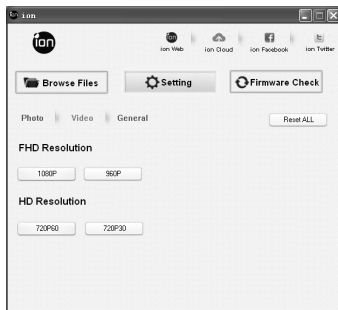 ion
ion
ion Web
ion Cloud
ion Facebook
ion Twitter
Browse Files
Setting
Firmware Check
Photo
Video
General
Reset ALL
FHD Resolution
1080P
960P
HD Resolution
720P60
720P30